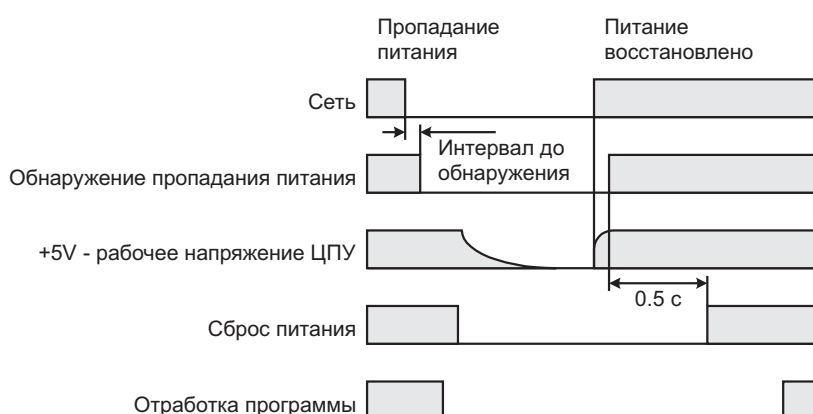 Пропадание
питания
Питание
восстановлено
Сеть
Интервал до
обнаружения
Обнаружение пропадания питания
+5V - рабочее напряжение ЦПУ
0.5 с
Сброс питания
Отработка программы